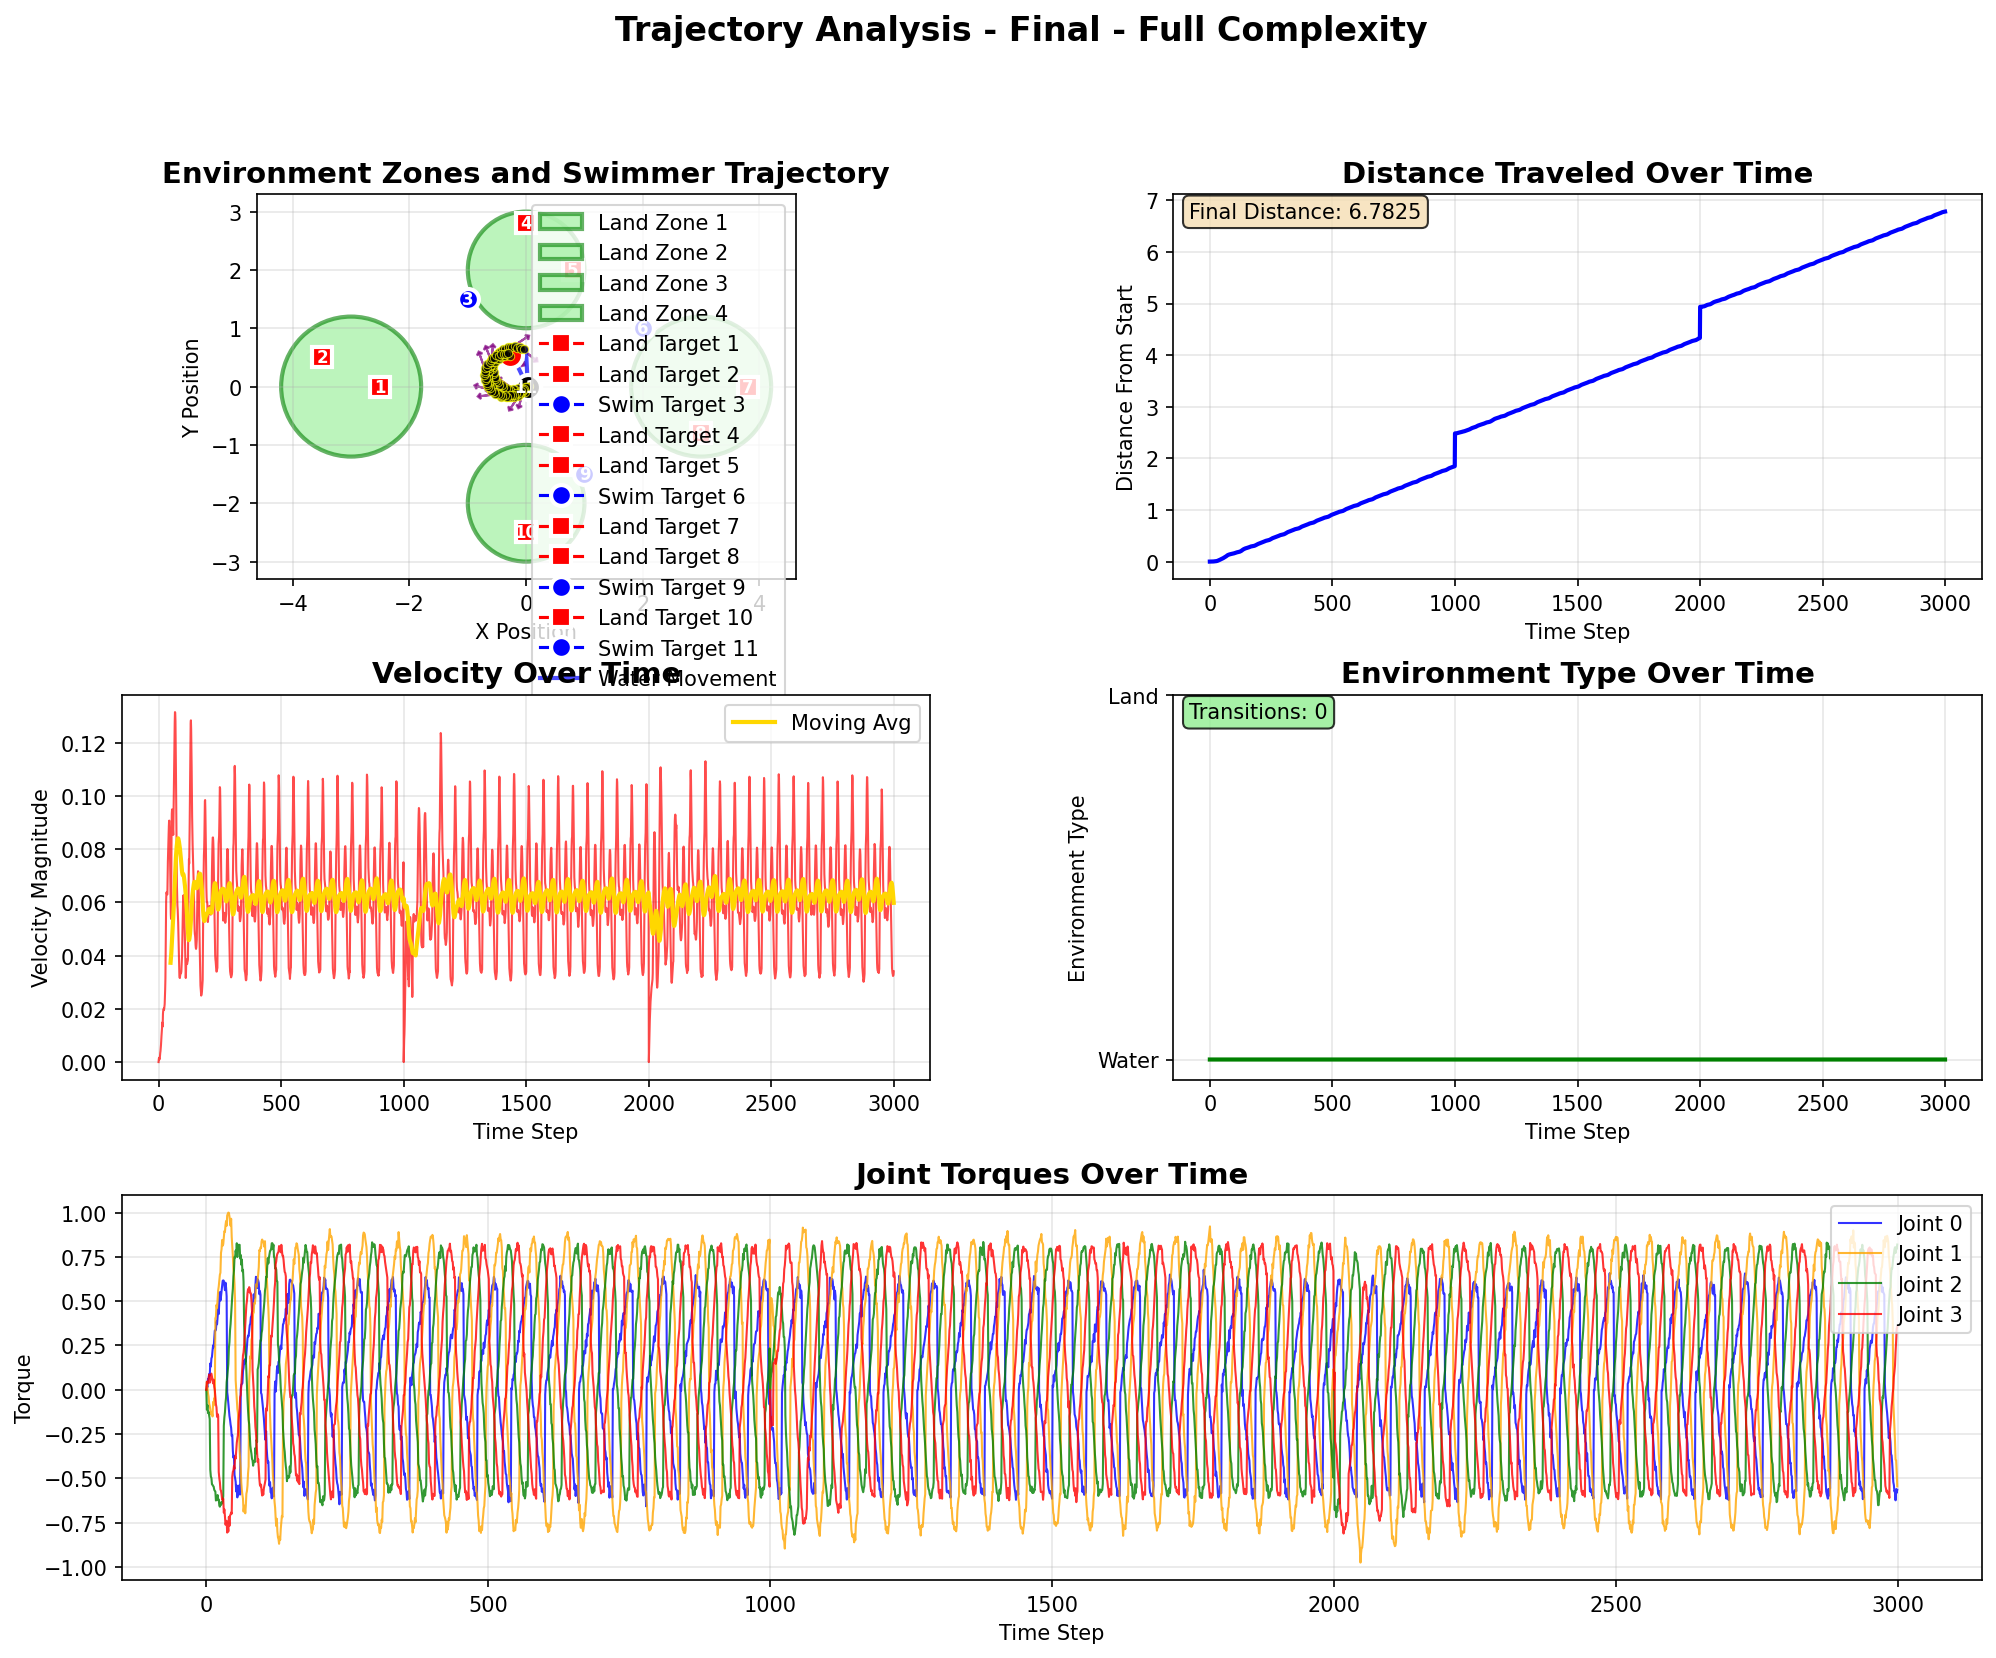 Trajectory Analysis - Final - Full Complexity
Environment Zones and Swimmer Trajectory
3
2
1
0
−1
−2
−3
−4
−2
0
2
4
Y Position
X Position
4
5
3
6
2
1
7
8
9
10
Land Zone 1
Land Zone 2
Land Zone 3
Land Zone 4
Land Target 1
Land Target 2
Swim Target 3
Land Target 4
Land Target 5
Swim Target 6
Land Target 7
Land Target 8
Swim Target 9
Land Target 10
Swim Target 11
Water Movement
Distance Traveled Over Time
Final Distance: 6.7825
7
6
5
4
3
2
1
0
0
500
1000
1500
2000
2500
3000
Distance From Start
Time Step
Velocity Over Time
Moving Avg
0.12
0.10
0.08
0.06
0.04
0.02
0.00
0
500
1000
1500
2000
2500
3000
Velocity Magnitude
Time Step
Environment Type Over Time
Transitions: 0
Land
Water
0
500
1000
1500
2000
2500
3000
Environment Type
Time Step
Joint Torques Over Time
Joint 0
Joint 1
Joint 2
Joint 3
1.00
0.75
0.50
0.25
0.00
−0.25
−0.50
−0.75
−1.00
0
500
1000
1500
2000
2500
3000
Torque
Time Step